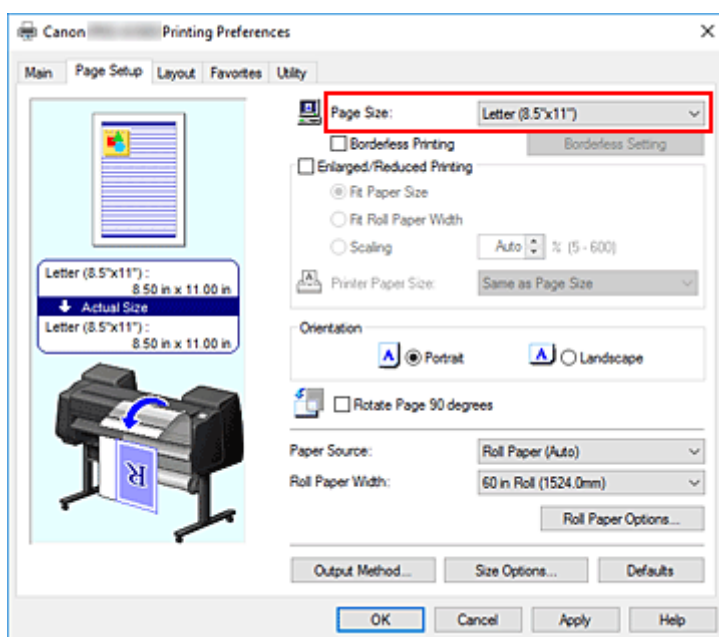 Canon Printing Preferences
Main Page Setup Layout Favorites Utility
Page Size: Letter (8.5"x11")
Borderless Printing Borderless Setting
Enlarged/Reduced Printing
Fit Paper Size
Fit Roll Paper Width
Scaling Auto % (5 - 600)
Printer Paper Size: Same as Page Size
Letter (8.5"x11") :
8.50 in x 11.00 in
Actual Size
Letter (8.5"x11") :
8.50 in x 11.00 in
Orientation
A Portrait A Landscape
Rotate Page 90 degrees
R
Paper Source: Roll Paper (Auto)
Roll Paper Width: 60 in Roll (1524.0mm)
Roll Paper Options...
Output Method... Size Options... Defaults
OK Cancel Apply Help